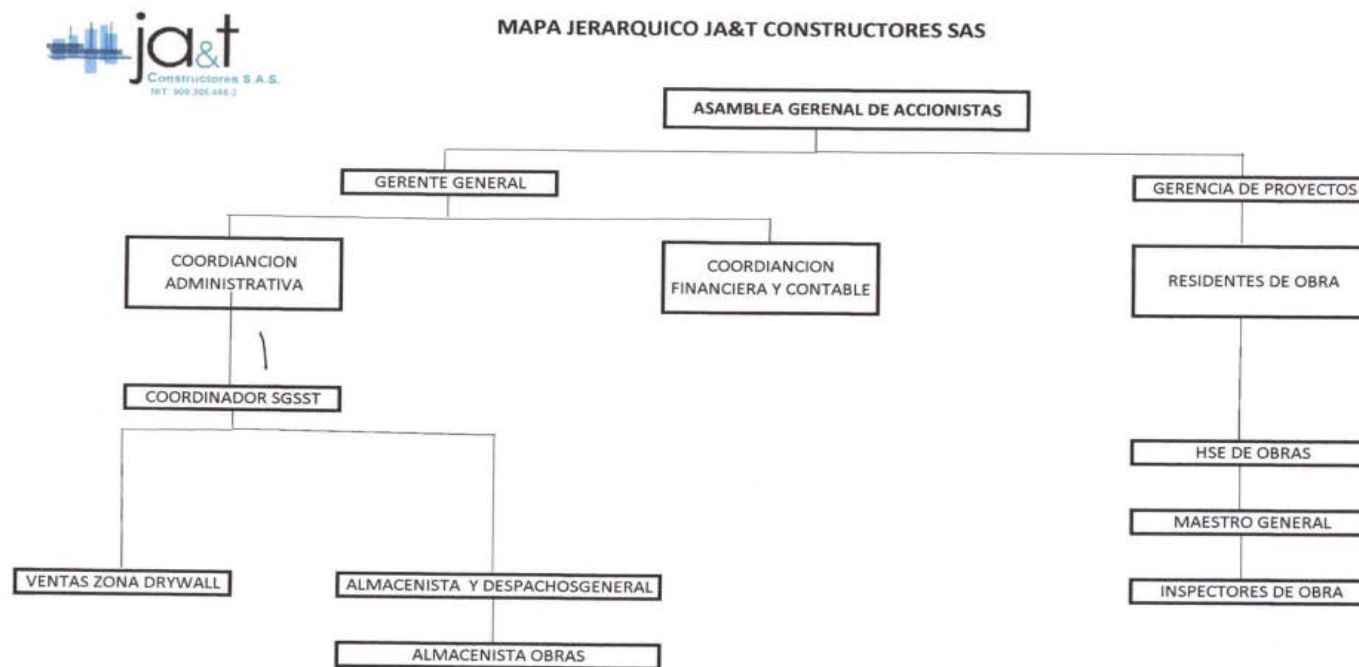 MAPA JERARQUICO JA&T CONSTRUCTORES SAS
ja&t
Constructores S.A.S.
ASAMBLEA GERENAL DE ACCIONISTAS
GERENTE GENERAL
GERENCIA DE PROYECTOS
COORDIANCION
ADMINISTRATIVA
COORDIANCION
FINANCIERA Y CONTABLE
RESIDENTES DE OBRA
COORDINADOR SGSST
HSE DE OBRAS
MAESTRO GENERAL
VENTAS ZONA DRYWALL
ALMACENISTA Y DESPACHOSGENERAL
INSPECTORES DE OBRA
ALMACENISTA OBRAS